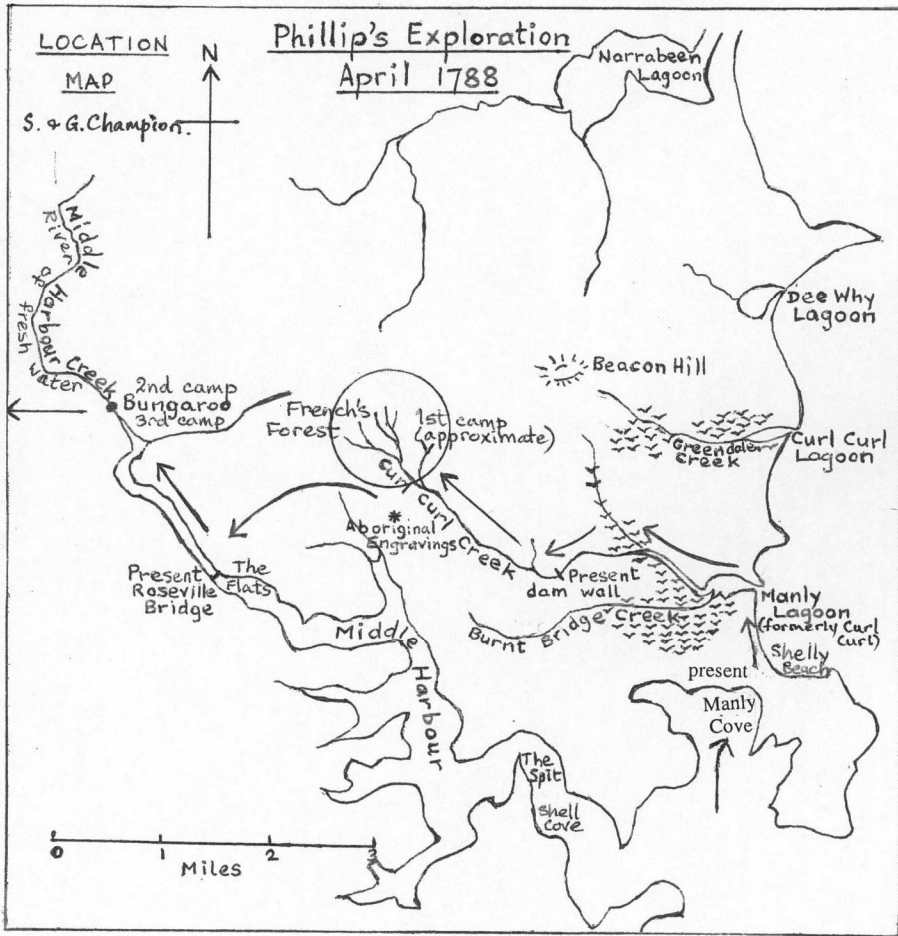 LOCATION
MAP
S. & G. Champion.
N
Phillip's Exploration
April 1788
Narrabeen
Lagoon
Middle Harbour Creek
River of fresh water
Dee Why
Lagoon
Beacon Hill
2nd camp
Bungaroo
3rd camp
French's
Forest
1st camp
(approximate)
Greendale
Creek
Curl Curl
Lagoon
Curl Curl Creek
Aboriginal
Engravings
Present
dam wall
The
Flats
Present
Roseville
Bridge
Manly
Lagoon
(formerly Curl
Curl)
Burnt Bridge Creek
Middle Harbour
Shelly
Beach
present
Manly
Cove
The
Spit
Shell
Cove
0 1 2 3
Miles